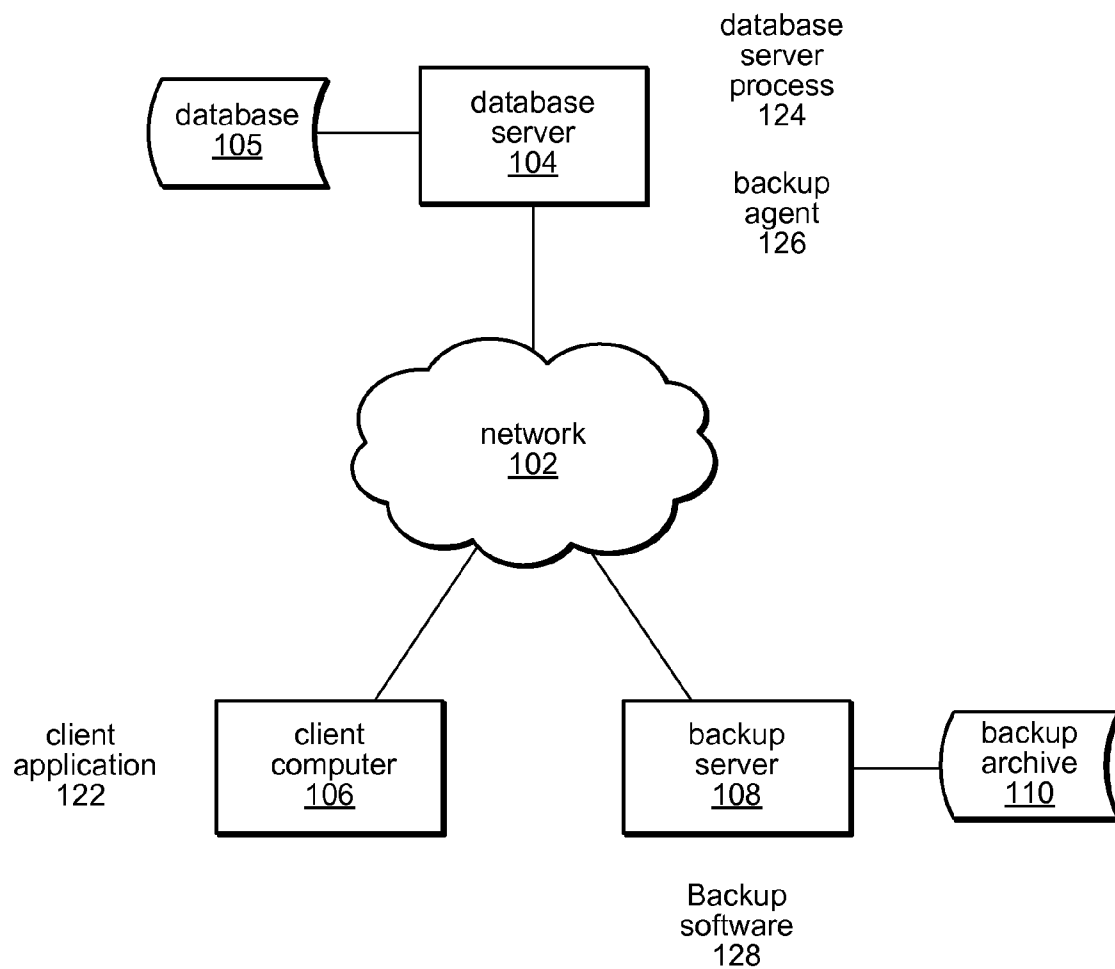 database
server
process
124
database
105
database
server
104
backup
agent
126
network
102
client
application
122
client
computer
106
backup
server
108
backup
archive
110
Backup
software
128